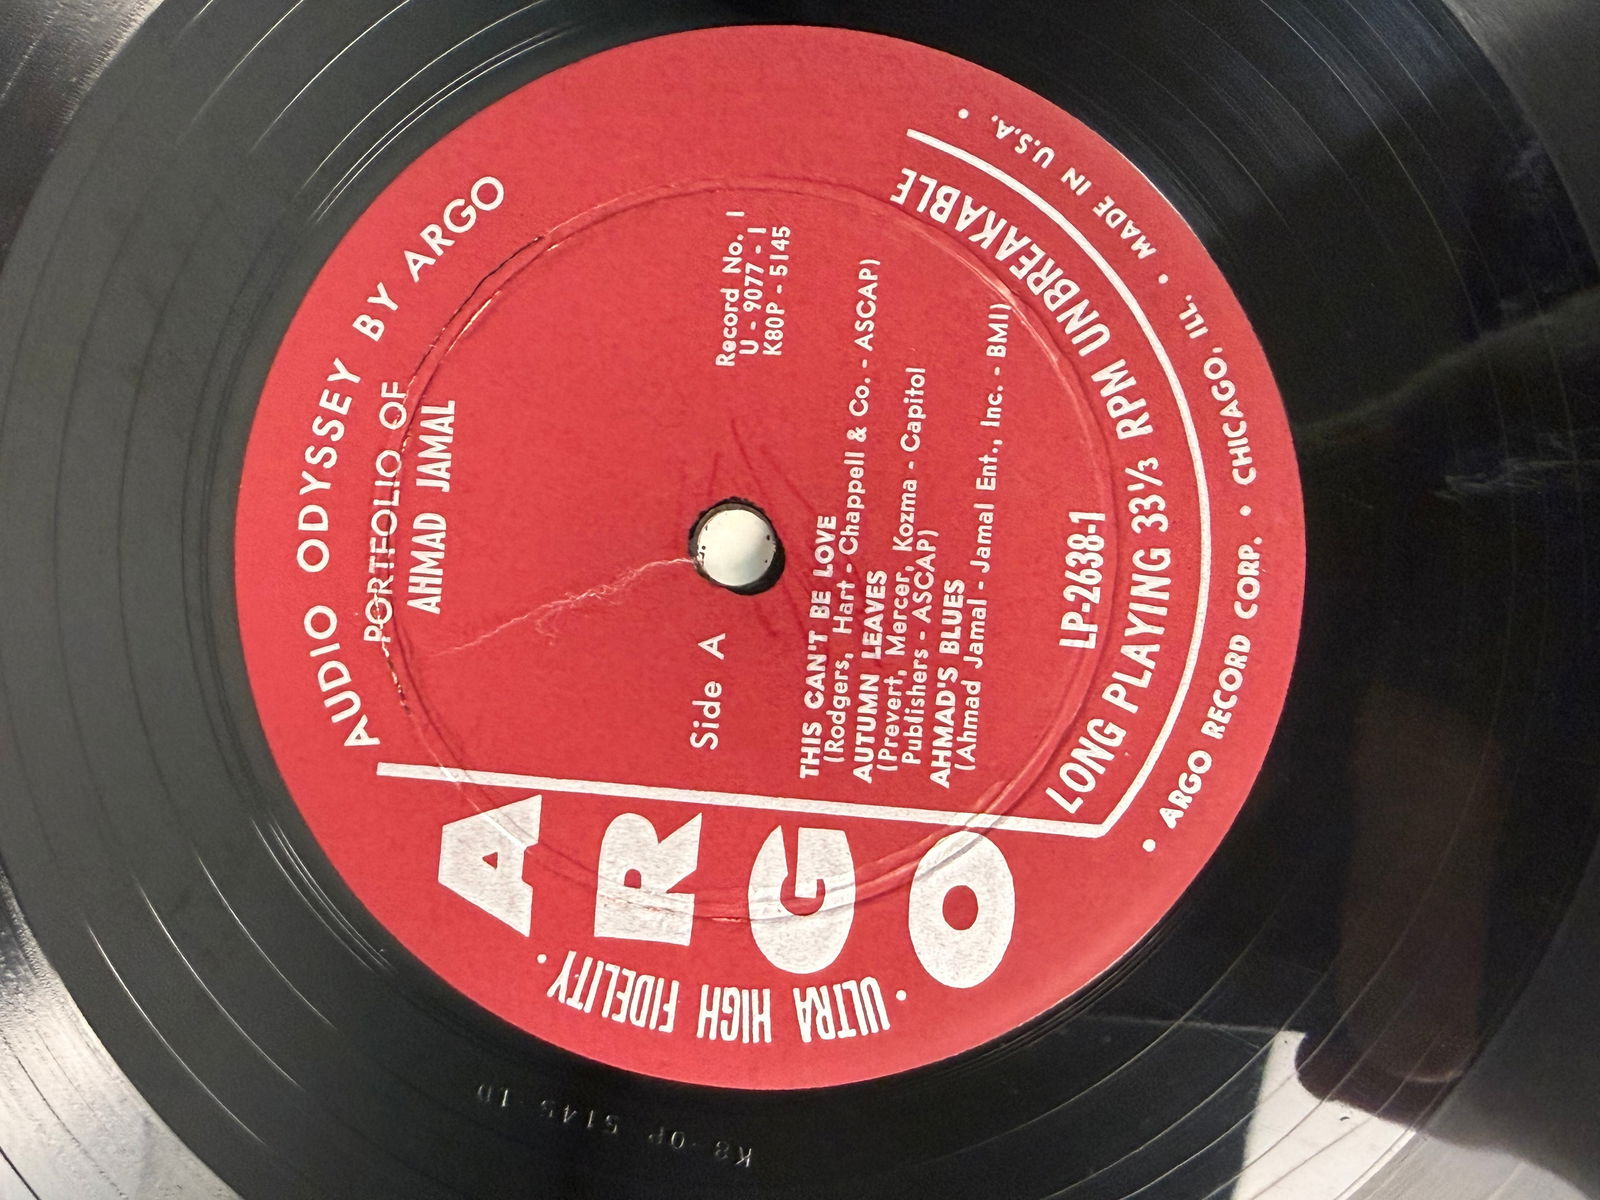 AUDIO ODYSSEY BY ARGO
PORTFOLIO OF
AHMAD JAMAL
ARGO
• ULTRA HIGH FIDELITY •
Side A
Record No. 1
U - 9077 - 1
K80P - 5145
THIS CAN'T BE LOVE
(Rodgers, Hart - Chappell & Co. - ASCAP)
AUTUMN LEAVES
(Prevert, Mercer, Kozma - Capitol
Publishers - ASCAP)
AHMAD'S BLUES
(Ahmad Jamal - Jamal Ent., Inc. - BMI)
LP-2638-1
LONG PLAYING 33⅓ RPM UNBREAKABLE
• ARGO RECORD CORP. • CHICAGO, ILL. • MADE IN U.S.A. •
K8 0P 5145 1D